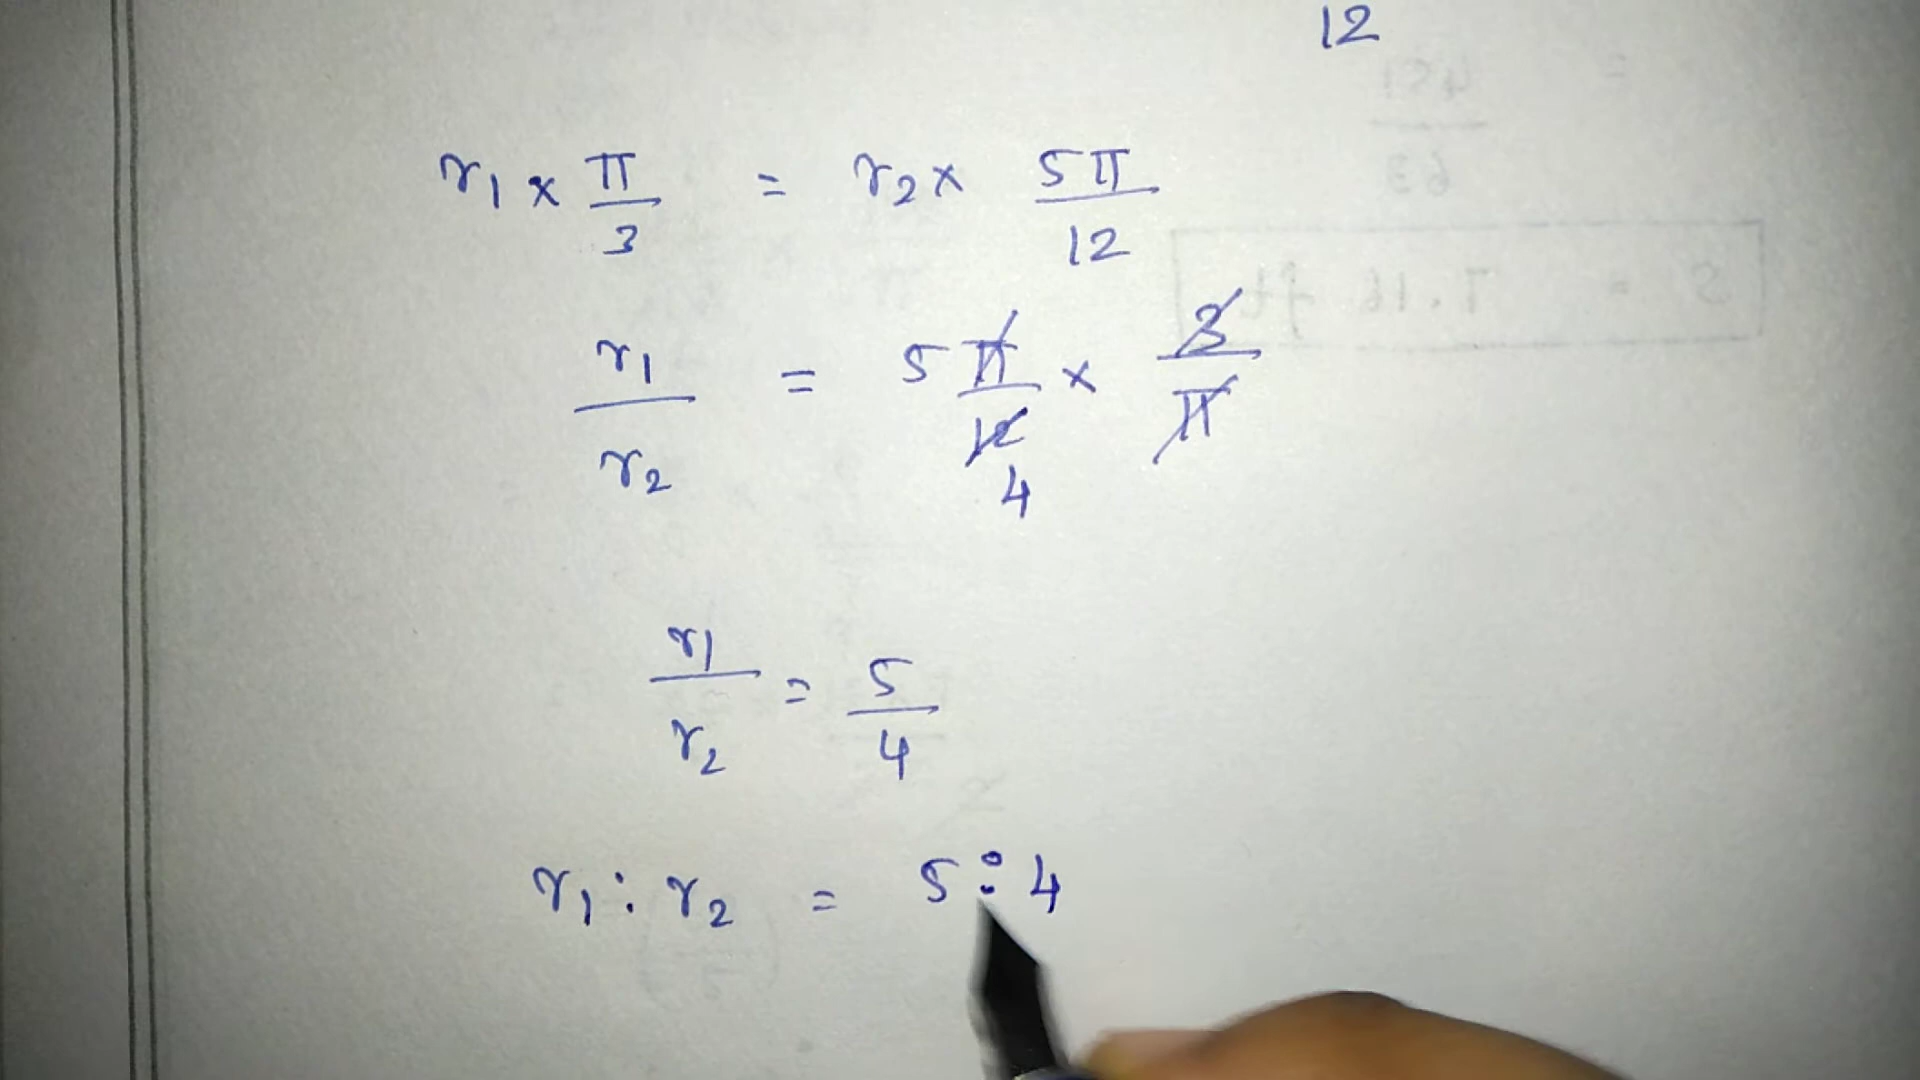 12
r₁ × π/3 = r₂ × 5π/12
r₁/r₂ = 5π/12 × 3/π
4
r₁/r₂ = 5/4
r₁ : r₂ = 5 : 4